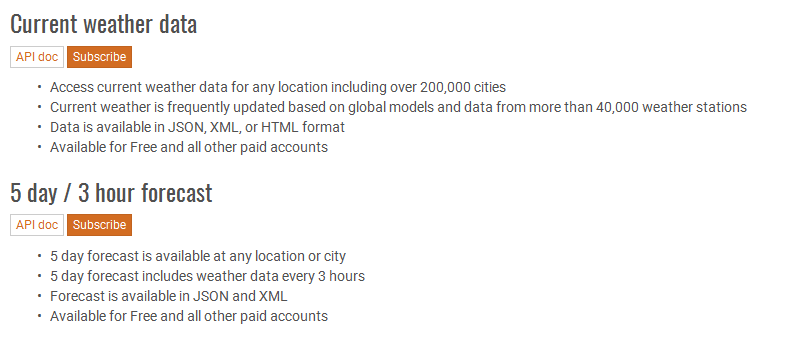 Current weather data
API doc Subscribe
• Access current weather data for any location including over 200,000 cities
• Current weather is frequently updated based on global models and data from more than 40,000 weather stations
• Data is available in JSON, XML, or HTML format
• Available for Free and all other paid accounts
5 day / 3 hour forecast
API doc Subscribe
• 5 day forecast is available at any location or city
• 5 day forecast includes weather data every 3 hours
• Forecast is available in JSON and XML
• Available for Free and all other paid accounts